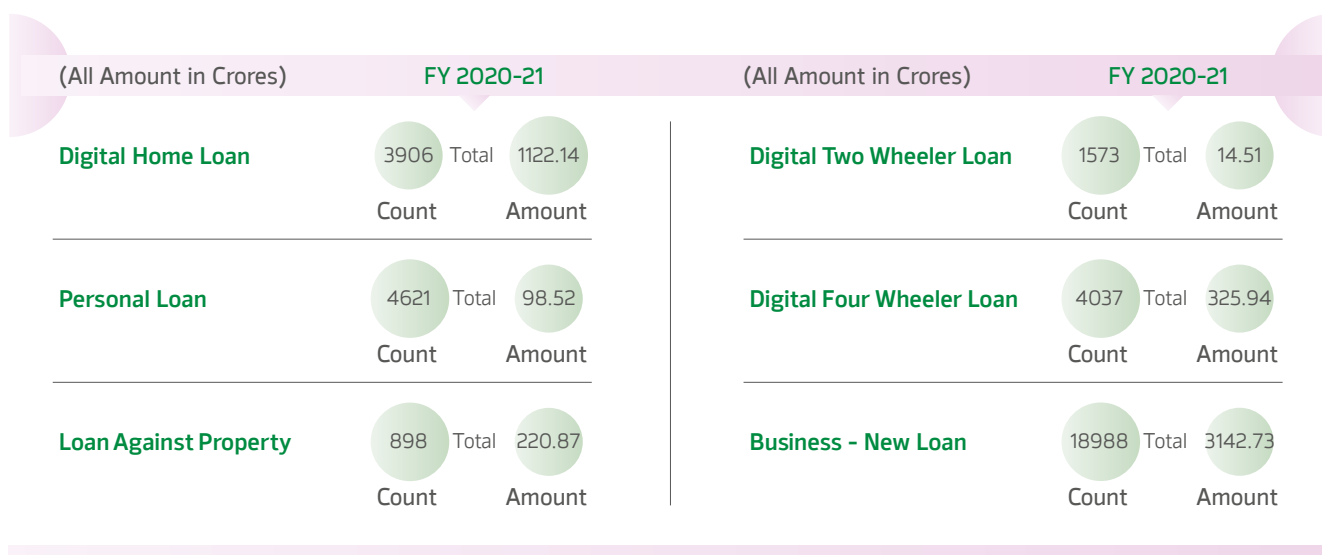 (All Amount in Crores) FY 2020-21
Digital Home Loan 3906 Total 1122.14
Count Amount
Personal Loan 4621 Total 98.52
Count Amount
Loan Against Property 898 Total 220.87
Count Amount
(All Amount in Crores) FY 2020-21
Digital Two Wheeler Loan 1573 Total 14.51
Count Amount
Digital Four Wheeler Loan 4037 Total 325.94
Count Amount
Business - New Loan 18988 Total 3142.73
Count Amount